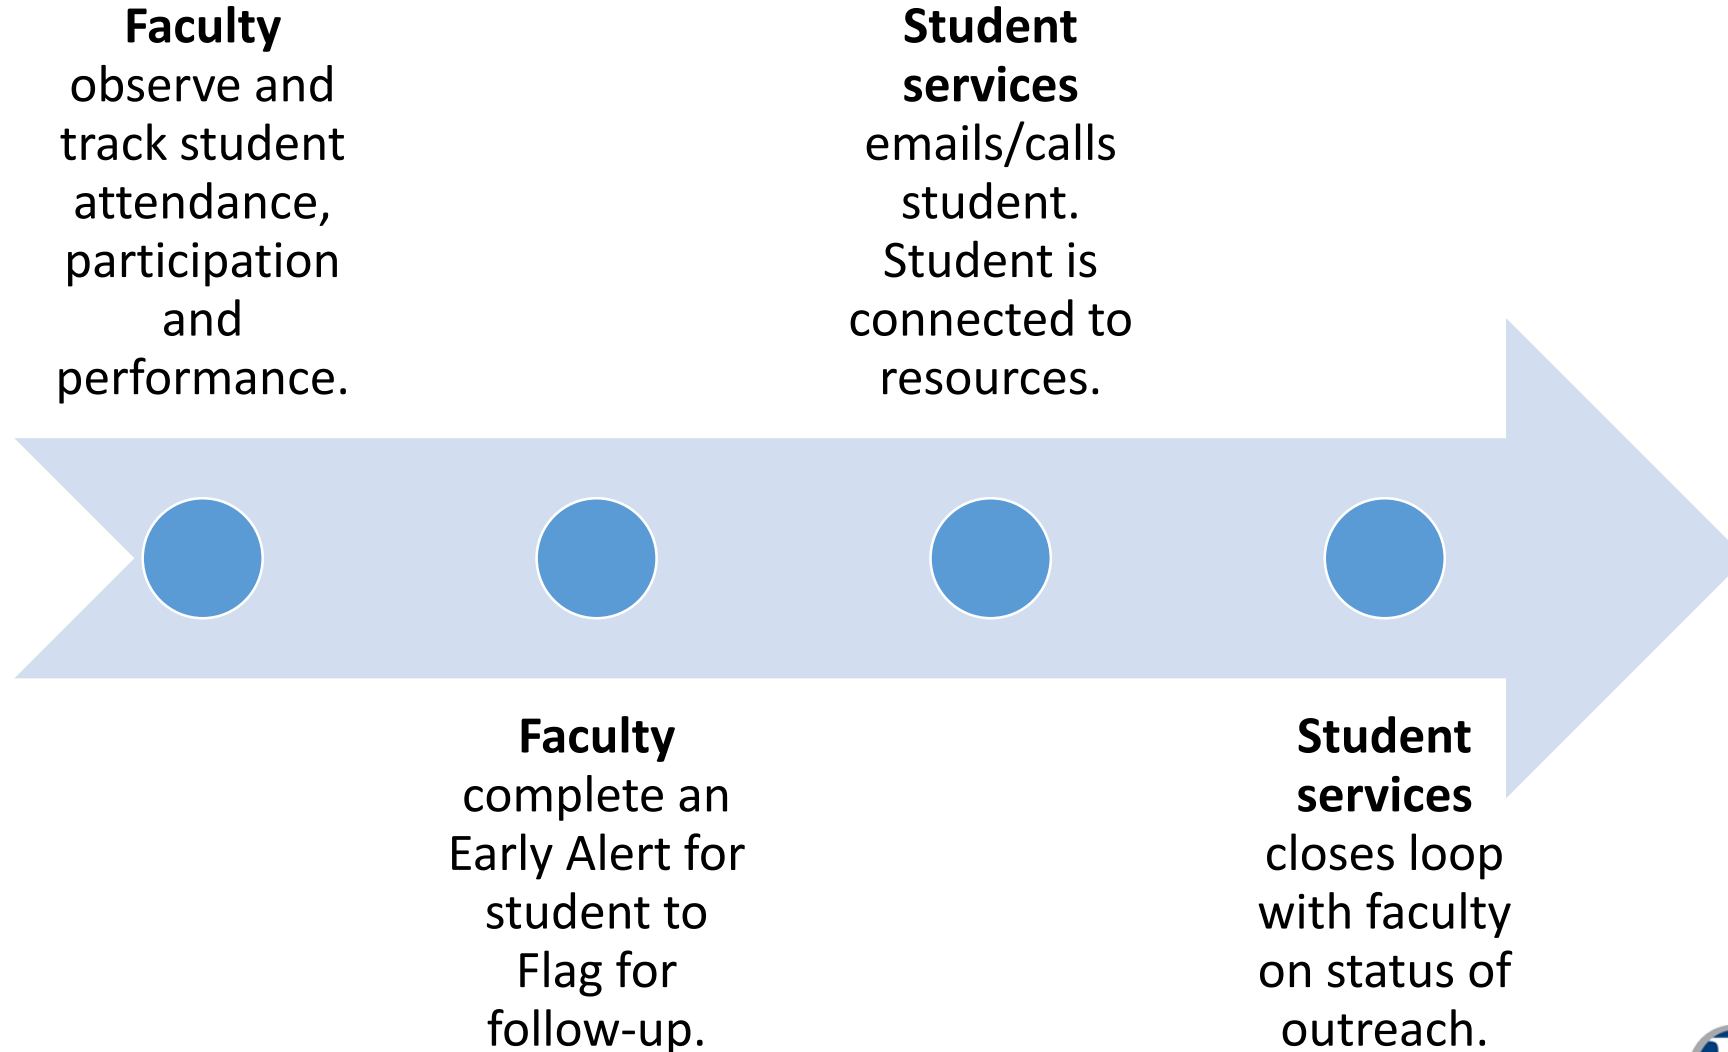 Faculty
observe and
track student
attendance,
participation
and
performance.
Faculty
complete an
Early Alert for
student to
Flag for
follow-up.
Student
services
emails/calls
student.
Student is
connected to
resources.
Student
services
closes loop
with faculty
on status of
outreach.